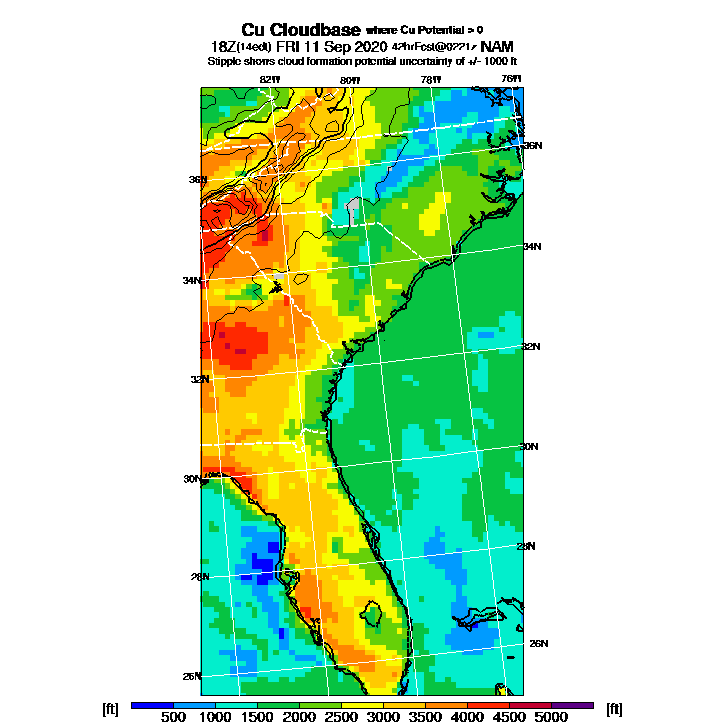 Cu Cloudbase where Cu Potential > 0
18Z(14edt) FRI 11 Sep 2020 42hrFcst@0221z NAM
Stipple shows cloud formation potential uncertainty of +/- 1000 ft
82W 80W 78W 76W
36N
36N
34N
34N
32N
32N
30N
30N
28N
28N
26N
26N
[ft] 500 1000 1500 2000 2500 3000 3500 4000 4500 5000 [ft]